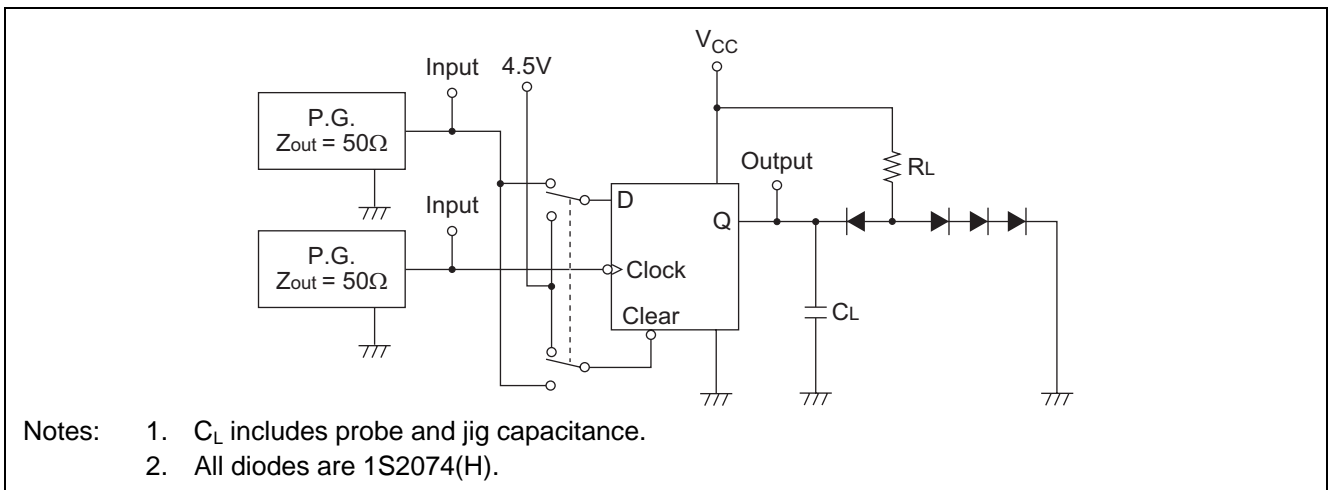 VCC
Input 4.5V
P.G.
Zout = 50Ω
Output
RL
Input
D
Q
P.G.
Zout = 50Ω
Clock
Clear
CL
Notes: 1. CL includes probe and jig capacitance.
2. All diodes are 1S2074(H).